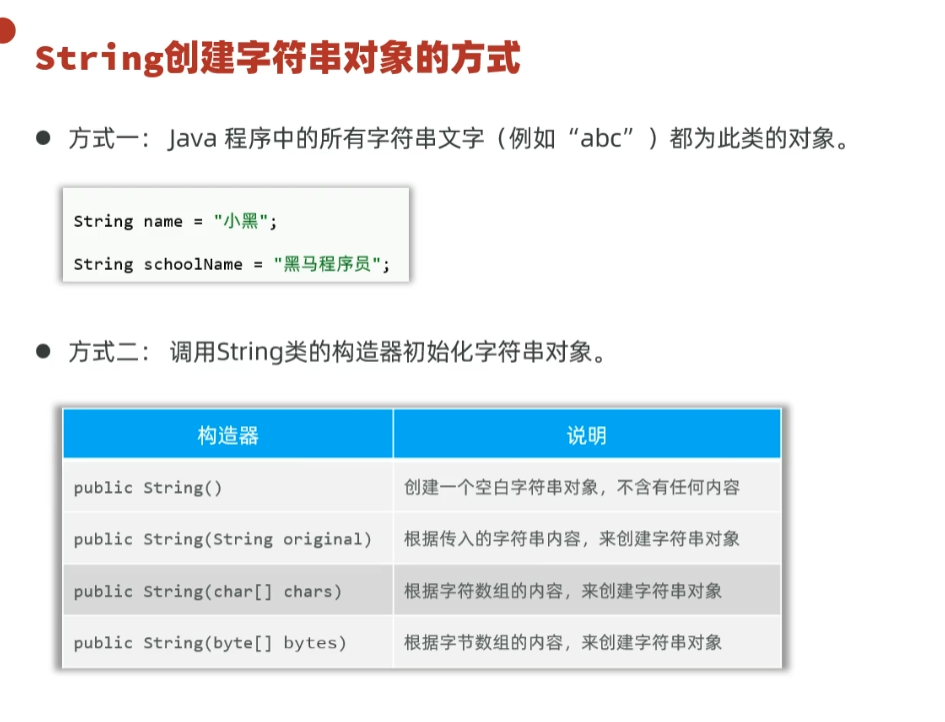 String创建字符串对象的方式
● 方式一： Java 程序中的所有字符串文字（例如“abc”）都为此类的对象。
String name = "小黑";
String schoolName = "黑马程序员";
● 方式二： 调用String类的构造器初始化字符串对象。
构造器 说明
public String() 创建一个空白字符串对象，不含有任何内容
public String(String original) 根据传入的字符串内容，来创建字符串对象
public String(char[] chars) 根据字符数组的内容，来创建字符串对象
public String(byte[] bytes) 根据字节数组的内容，来创建字符串对象